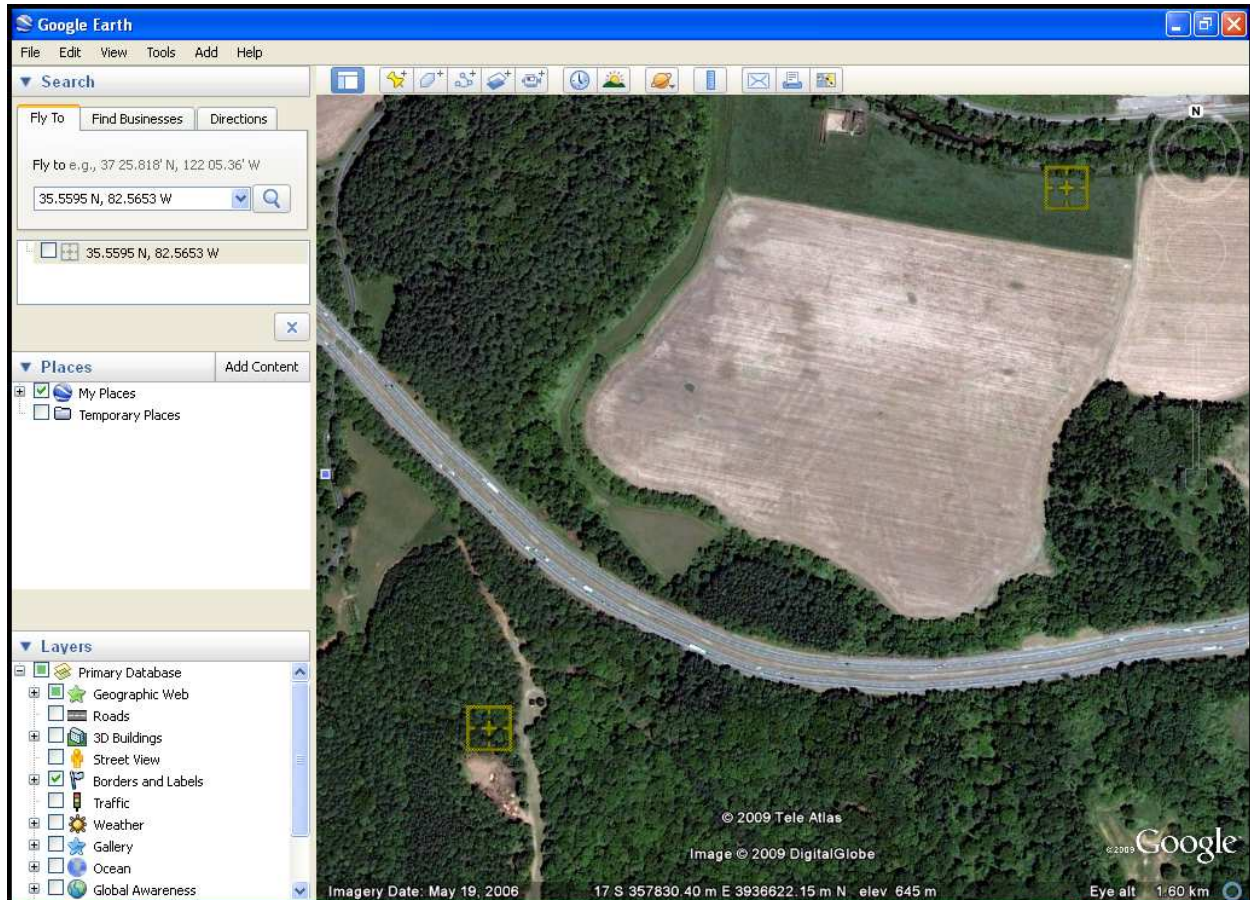 Google Earth
File Edit View Tools Add Help
Search
Fly To Find Businesses Directions
Fly to e.g., 37 25.818' N, 122 05.36' W
35.5595 N, 82.5653 W
35.5595 N, 82.5653 W
Places Add Content
My Places
Temporary Places
Layers
Primary Database
Geographic Web
Roads
3D Buildings
Street View
Borders and Labels
Traffic
Weather
Gallery
Ocean
Global Awareness
N
© 2009 Tele Atlas
Image © 2009 DigitalGlobe
©2009 Google
Imagery Date: May 19, 2006 17 S 357830.40 m E 3936622.15 m N elev 645 m Eye alt 1.60 km